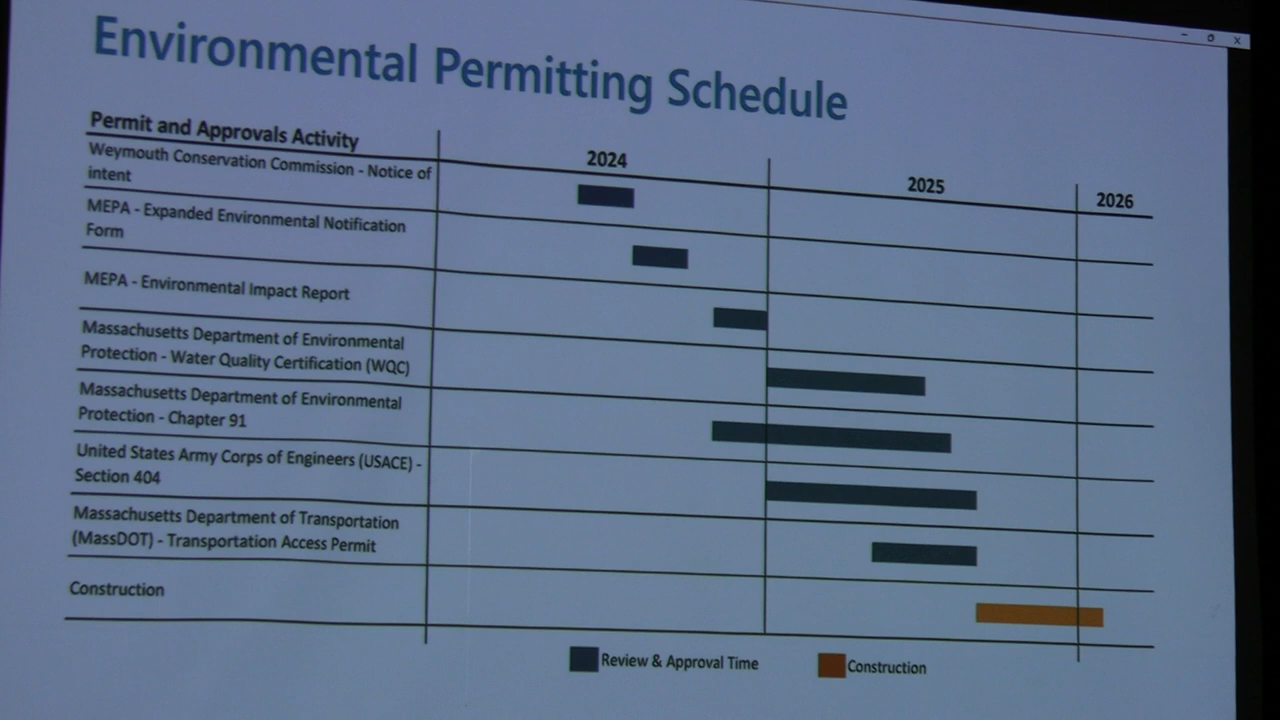 Environmental Permitting Schedule
Permit and Approvals Activity
2024
2025
2026
Weymouth Conservation Commission - Notice of
intent
MEPA - Expanded Environmental Notification
Form
MEPA - Environmental Impact Report
Massachusetts Department of Environmental
Protection - Water Quality Certification (WQC)
Massachusetts Department of Environmental
Protection - Chapter 91
United States Army Corps of Engineers (USACE) -
Section 404
Massachusetts Department of Transportation
(MassDOT) - Transportation Access Permit
Construction
Review & Approval Time
Construction